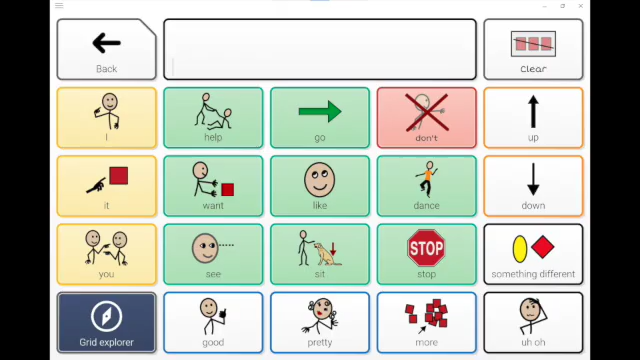 Back
Clear
I
help
go
don't
up
it
want
like
dance
down
you
see
sit
STOP
stop
something different
Grid explorer
good
pretty
more
uh oh